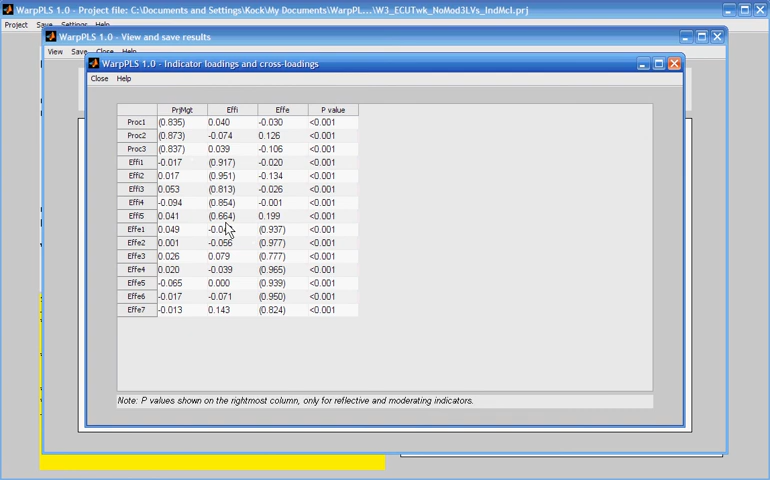 WarpPLS 1.0 - Project file: C:\Documents and Settings\Kock\My Documents\WarpPL...\W3_ECUTwk_NoMod3LVs_IndMcI.prj
Project Save Settings Help
WarpPLS 1.0 - View and save results
View Save Close Help
WarpPLS 1.0 - Indicator loadings and cross-loadings
Close Help
PrjMgt Effi Effe P value
Proc1 (0.835) 0.040 -0.030 <0.001
Proc2 (0.873) -0.074 0.126 <0.001
Proc3 (0.837) 0.039 -0.106 <0.001
Effi1 -0.017 (0.917) -0.020 <0.001
Effi2 0.017 (0.951) -0.134 <0.001
Effi3 0.053 (0.813) -0.026 <0.001
Effi4 -0.094 (0.854) -0.001 <0.001
Effi5 0.041 (0.664) 0.199 <0.001
Effe1 0.049 (0.937) <0.001
Effe2 0.001 -0.056 (0.977) <0.001
Effe3 0.026 0.079 (0.777) <0.001
Effe4 0.020 -0.039 (0.965) <0.001
Effe5 -0.065 0.000 (0.939) <0.001
Effe6 -0.017 -0.071 (0.950) <0.001
Effe7 -0.013 0.143 (0.824) <0.001
Note: P values shown on the rightmost column, only for reflective and moderating indicators.